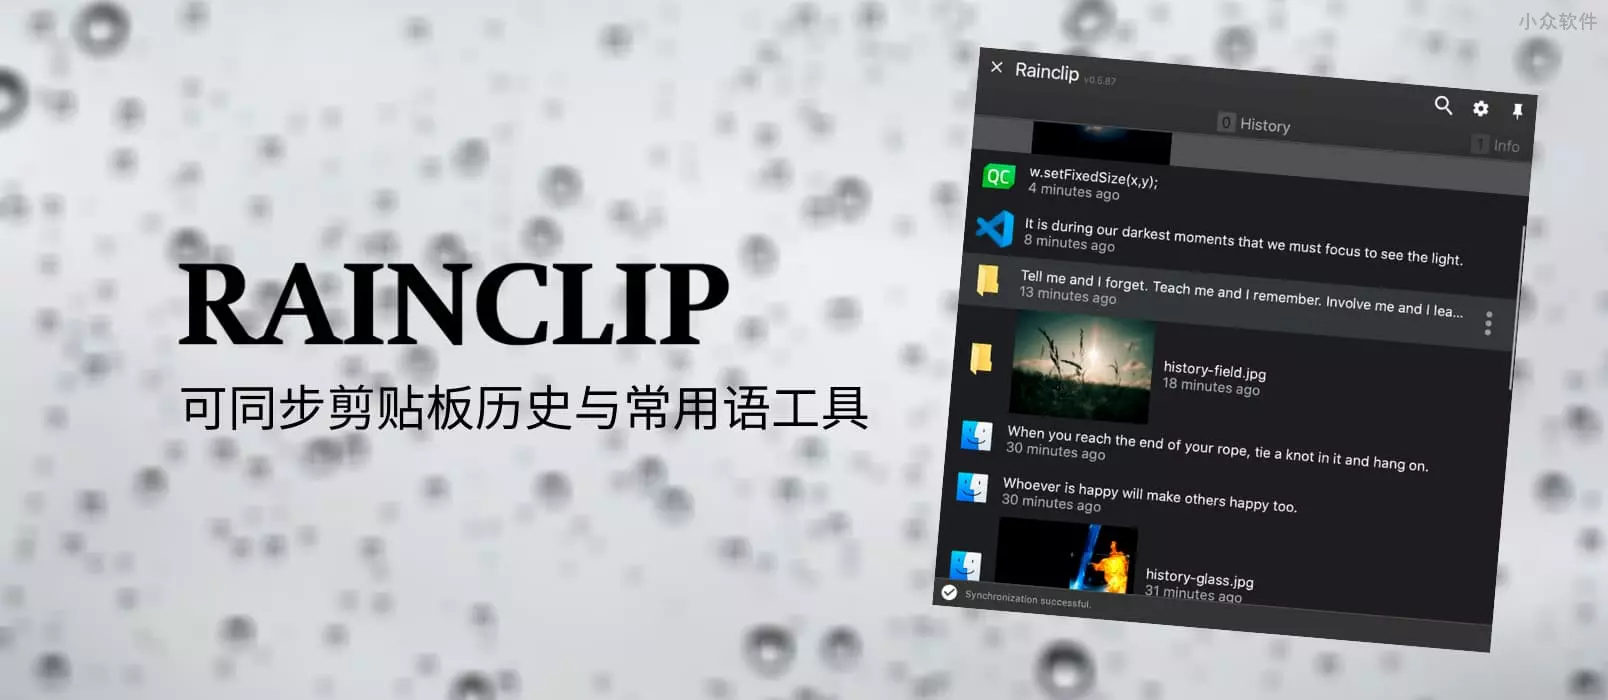 小众软件
RAINCLIP
可同步剪贴板历史与常用语工具
Rainclip v0.5.87
0 History
1 Info
QC
w.setFixedSize(x,y);
4 minutes ago
It is during our darkest moments that we must focus to see the light.
8 minutes ago
Tell me and I forget. Teach me and I remember. Involve me and I lea...
13 minutes ago
history-field.jpg
18 minutes ago
When you reach the end of your rope, tie a knot in it and hang on.
30 minutes ago
Whoever is happy will make others happy too.
30 minutes ago
history-glass.jpg
31 minutes ago
Synchronization successful.